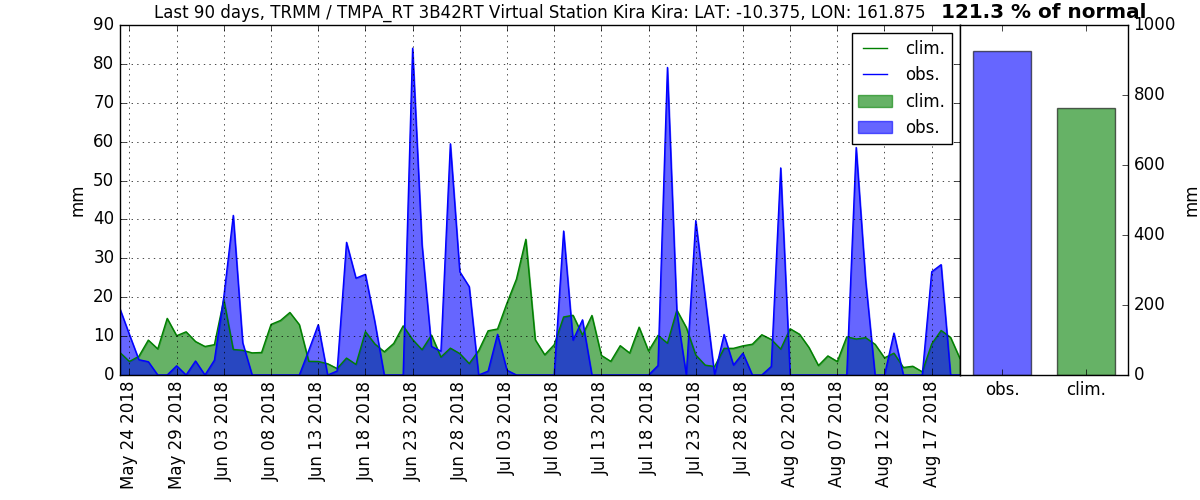 Last 90 days, TRMM / TMPA_RT 3B42RT Virtual Station Kira Kira: LAT: -10.375, LON: 161.875
121.3 % of normal
90
80
70
60
50
40
30
20
10
0
mm
clim.
obs.
clim.
obs.
May 24 2018
May 29 2018
Jun 03 2018
Jun 08 2018
Jun 13 2018
Jun 18 2018
Jun 23 2018
Jun 28 2018
Jul 03 2018
Jul 08 2018
Jul 13 2018
Jul 18 2018
Jul 23 2018
Jul 28 2018
Aug 02 2018
Aug 07 2018
Aug 12 2018
Aug 17 2018
1000
800
600
400
200
0
mm
obs.
clim.